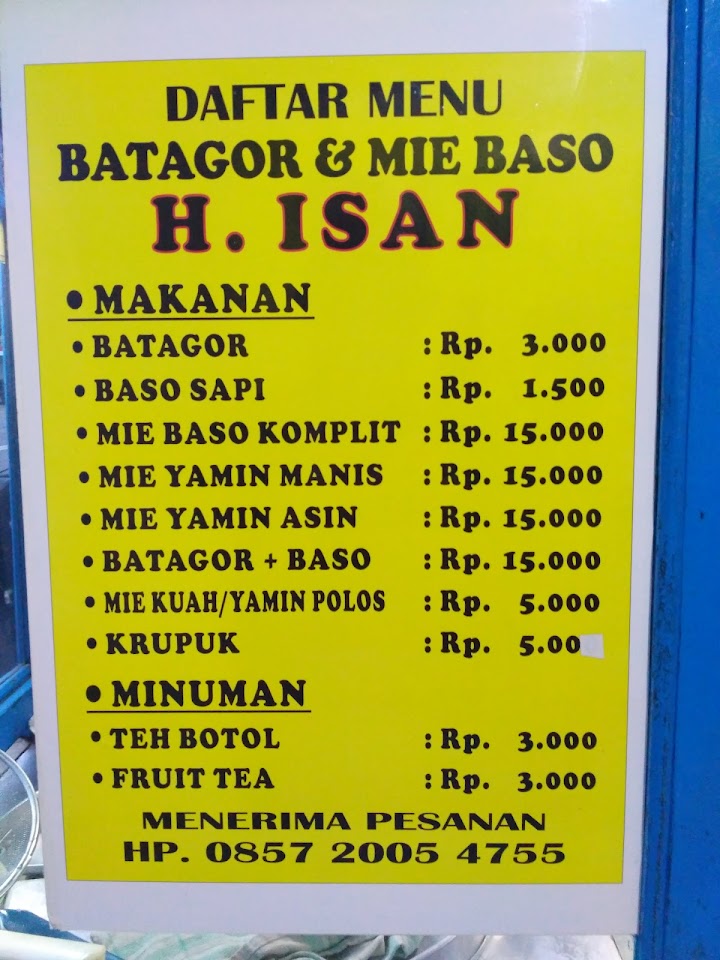 DAFTAR MENU
BATAGOR & MIE BASO
H. ISAN
• MAKANAN
• BATAGOR : Rp. 3.000
• BASO SAPI : Rp. 1.500
• MIE BASO KOMPLIT : Rp. 15.000
• MIE YAMIN MANIS : Rp. 15.000
• MIE YAMIN ASIN : Rp. 15.000
• BATAGOR + BASO : Rp. 15.000
• MIE KUAH/YAMIN POLOS : Rp. 5.000
• KRUPUK : Rp. 5.00
• MINUMAN
• TEH BOTOL : Rp. 3.000
• FRUIT TEA : Rp. 3.000
MENERIMA PESANAN
HP. 0857 2005 4755